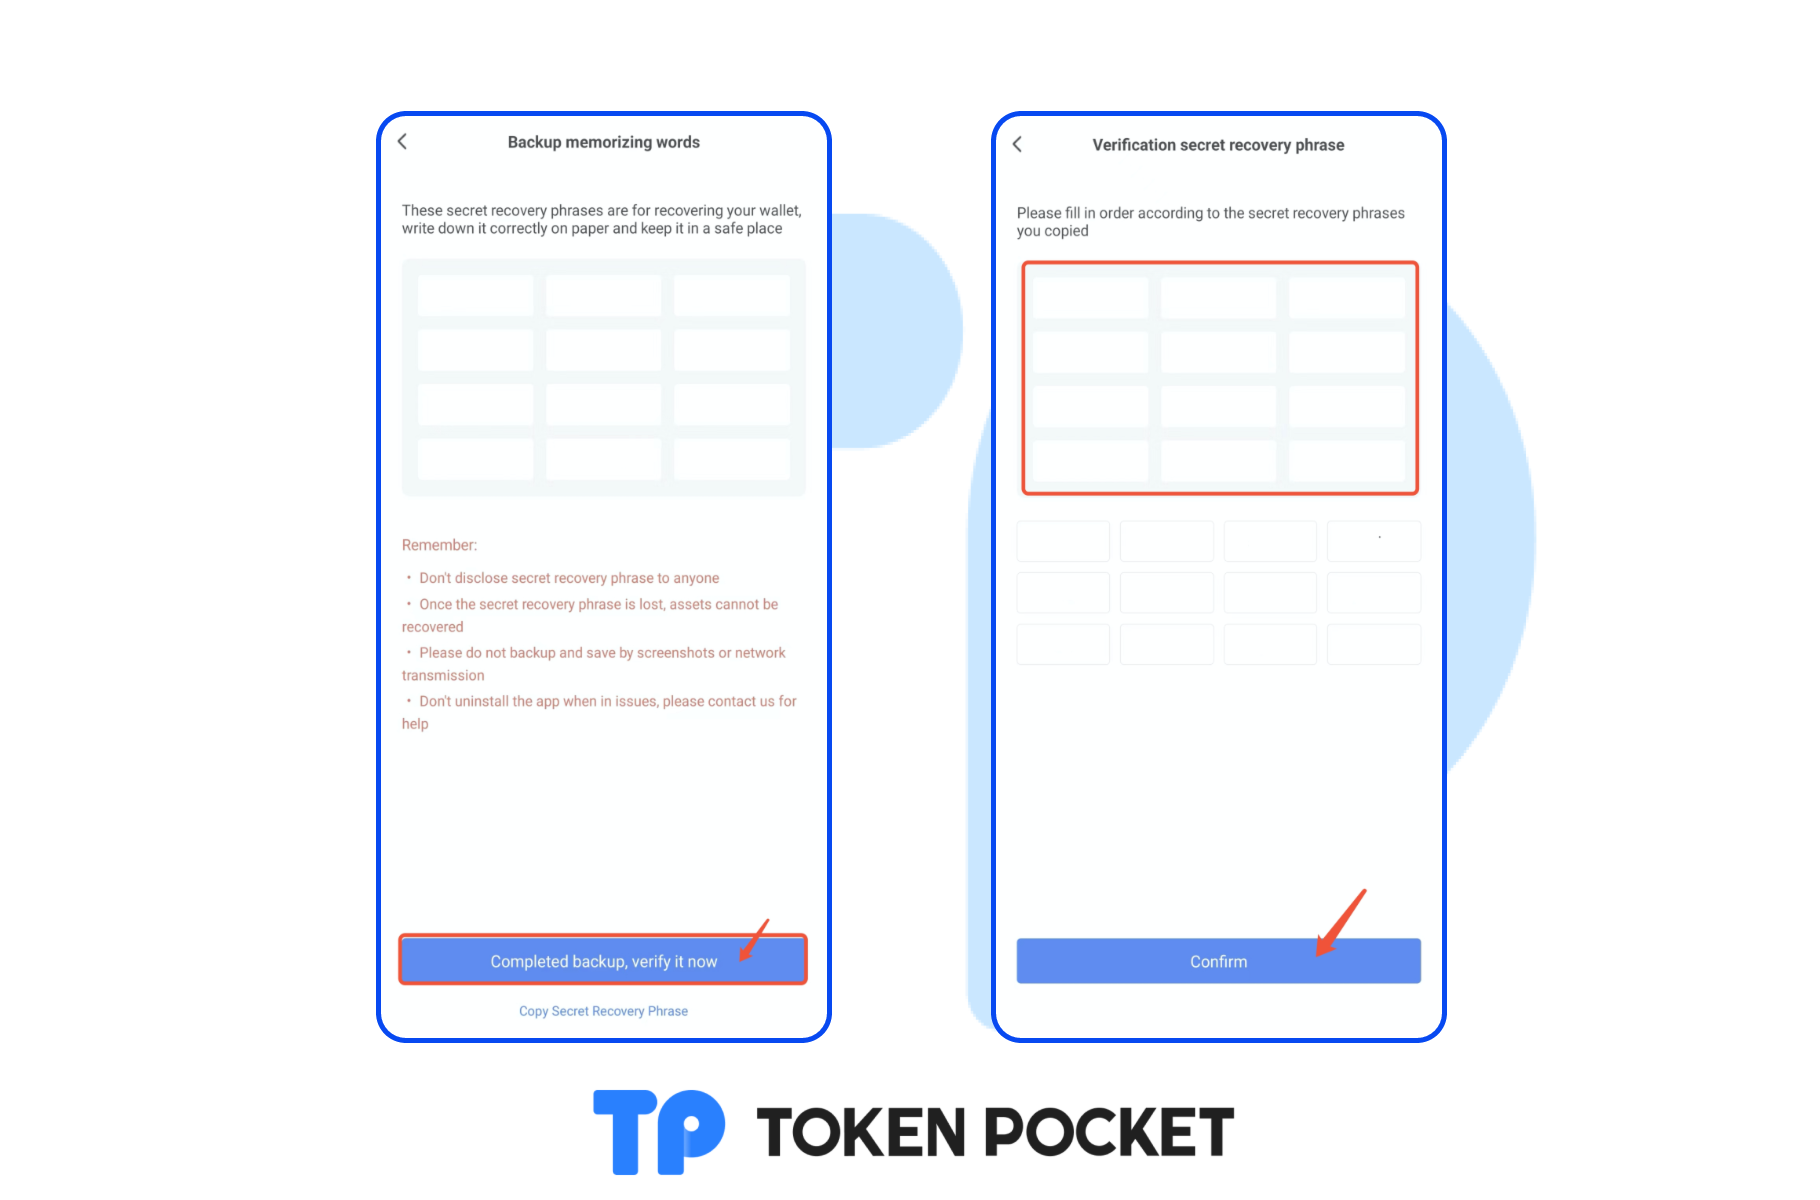 Backup memorizing words
These secret recovery phrases are for recovering your wallet,
write down it correctly on paper and keep it in a safe place
Remember:
• Don't disclose secret recovery phrase to anyone
• Once the secret recovery phrase is lost, assets cannot be
recovered
• Please do not backup and save by screenshots or network
transmission
• Don't uninstall the app when in issues, please contact us for
help
Completed backup, verify it now
Copy Secret Recovery Phrase
Verification secret recovery phrase
Please fill in order according to the secret recovery phrases
you copied
Confirm
TP TOKEN POCKET